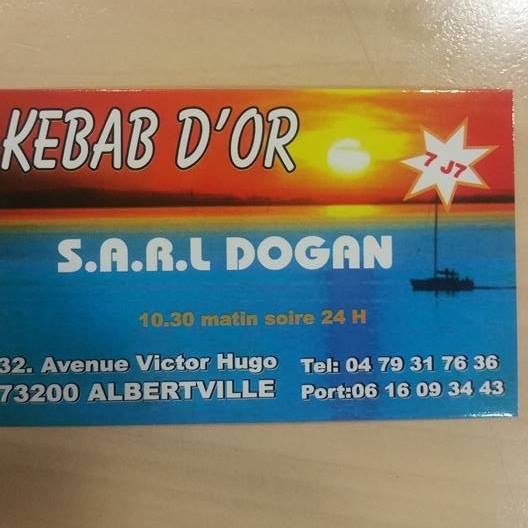 KEBAB D'OR
7 J7
S.A.R.L DOGAN
10.30 matin soire 24 H
32. Avenue Victor Hugo
73200 ALBERTVILLE
Tel: 04 79 31 76 36
Port:06 16 09 34 43